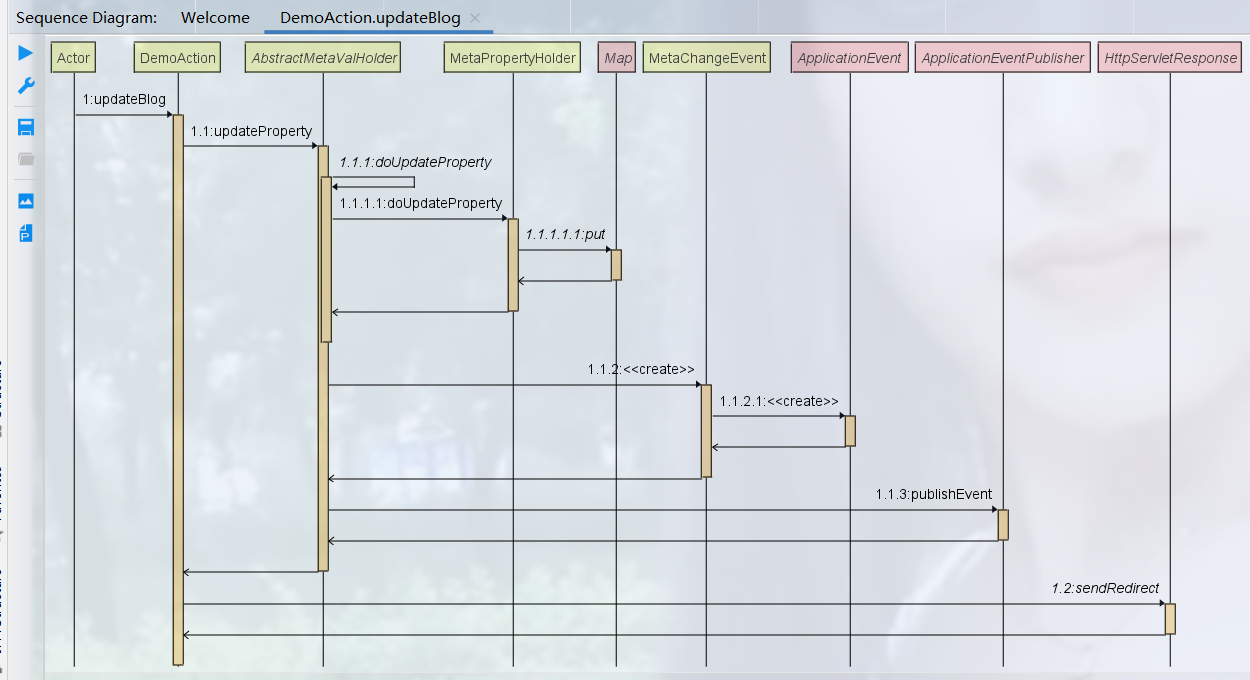 Sequence Diagram: Welcome DemoAction.updateBlog
Actor DemoAction AbstractMetaValHolder MetaPropertyHolder Map MetaChangeEvent ApplicationEvent ApplicationEventPublisher HttpServletResponse
1:updateBlog
1.1:updateProperty
1.1.1:doUpdateProperty
1.1.1.1:doUpdateProperty
1.1.1.1.1:put
1.1.2:<<create>>
1.1.2.1:<<create>>
1.1.3:publishEvent
1.2:sendRedirect